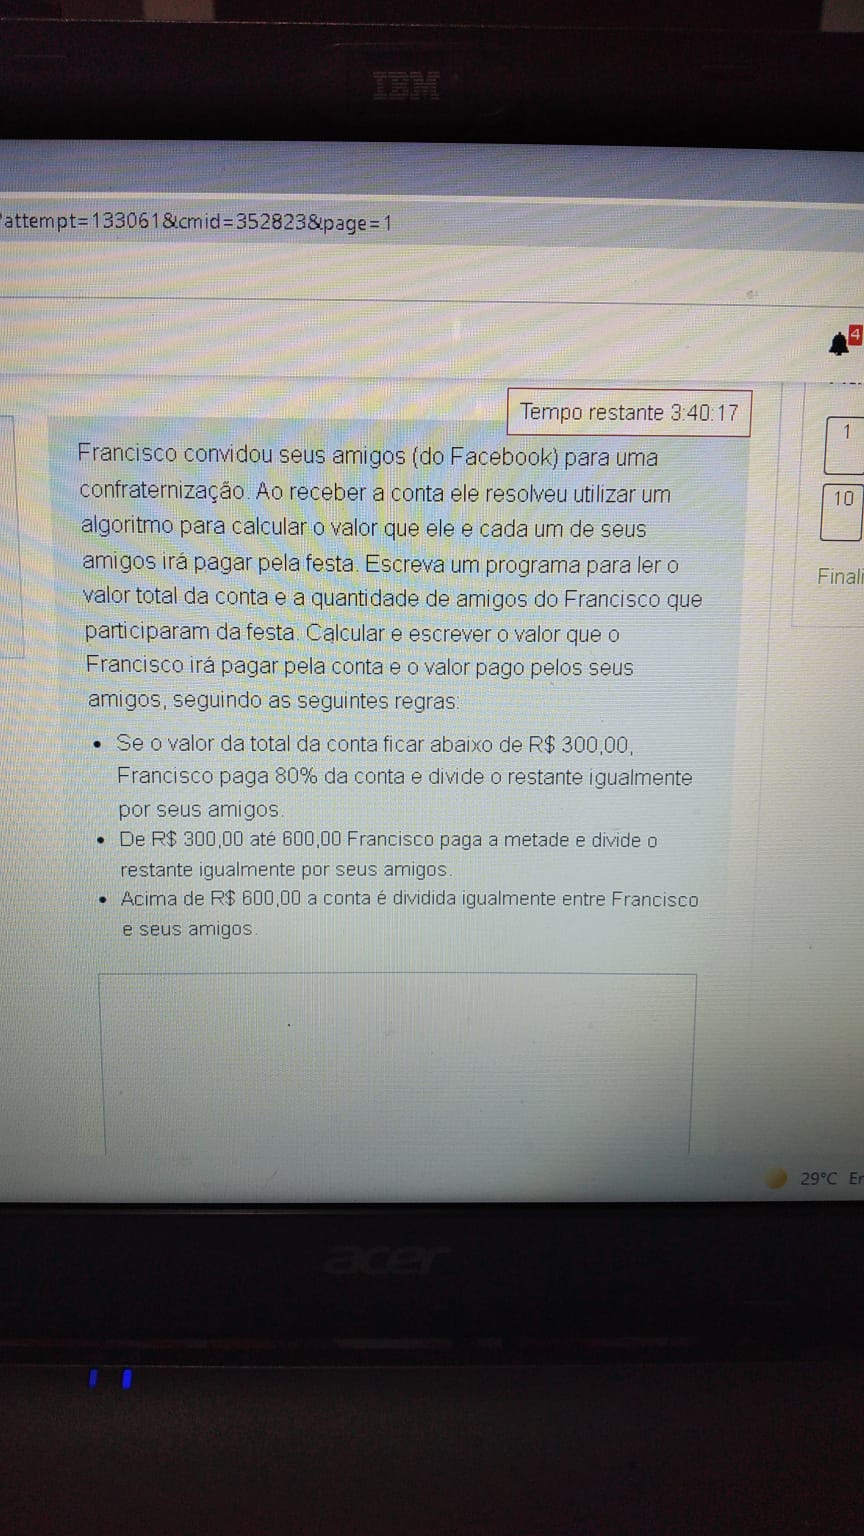 IBM
?attempt=133061&cmid=352823&page=1
4
Tempo restante 3:40:17
1
Francisco convidou seus amigos (do Facebook) para uma
confraternização. Ao receber a conta ele resolveu utilizar um
10
algoritmo para calcular o valor que ele e cada um de seus
amigos irá pagar pela festa. Escreva um programa para ler o
Finali
valor total da conta e a quantidade de amigos do Francisco que
participaram da festa. Calcular e escrever o valor que o
Francisco irá pagar pela conta e o valor pago pelos seus
amigos, seguindo as seguintes regras:
• Se o valor da total da conta ficar abaixo de R$ 300,00,
Francisco paga 80% da conta e divide o restante igualmente
por seus amigos.
• De R$ 300,00 até 600,00 Francisco paga a metade e divide o
restante igualmente por seus amigos.
• Acima de R$ 600,00 a conta é dividida igualmente entre Francisco
e seus amigos.
29°C Er
acer